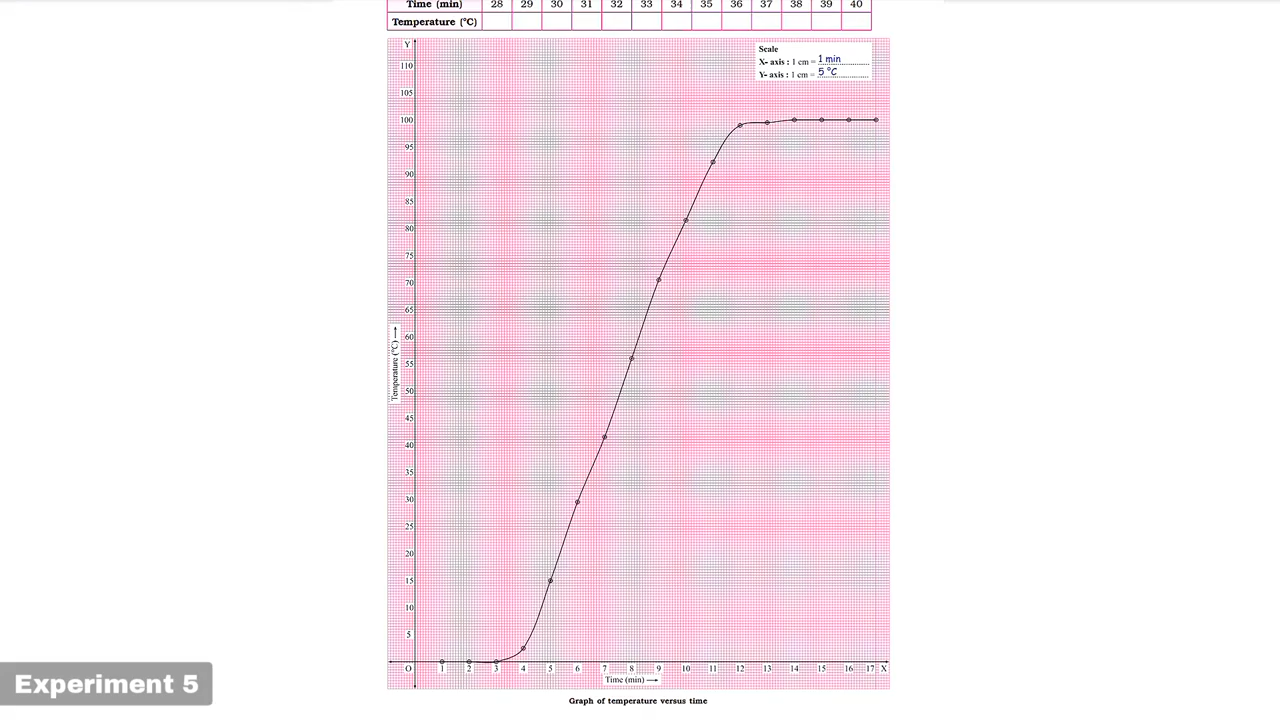 Time (min) 28 29 30 31 32 33 34 35 36 37 38 39 40
Temperature (°C)
Y
Scale
X- axis : 1 cm = 1 min
Y- axis : 1 cm = 5 °C
110
105
100
95
90
85
80
75
70
65
60
55
50
45
40
35
30
25
20
15
10
5
Temperature (°C)
O 1 2 3 4 5 6 7 8 9 10 11 12 13 14 15 16 17 X
Time (min)
Experiment 5
Graph of temperature versus time